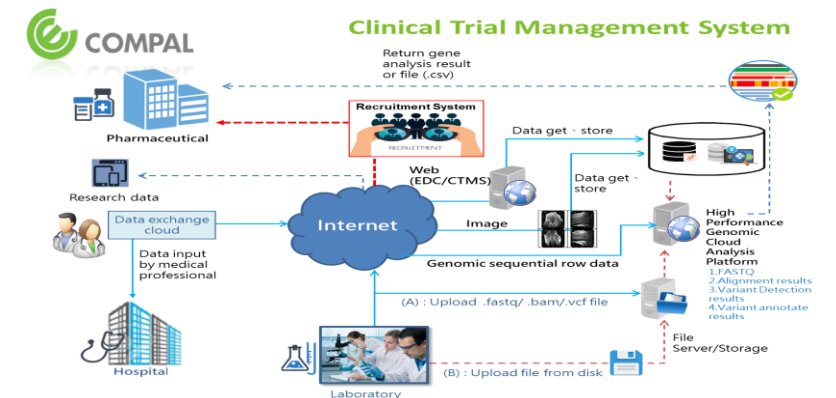 COMPAL
Clinical Trial Management System
Return gene
analysis result
or file (.csv)
Recruitment System
RECRUITMENT
Pharmaceutical
Data get、store
Web
(EDC/CTMS)
Data get、
store
Research data
Data exchange
cloud
Internet
Image
High
Performance
Genomic
Cloud
Analysis
Platform
1.FASTQ
2.Alignment results
3.Variant Detection
results
4.Variant annotate
results
Data input
by medical
professional
Genomic sequential row data
(A) : Upload .fastq/ .bam/.vcf file
File
Server/Storage
Hospital
(B) : Upload file from disk
Laboratory